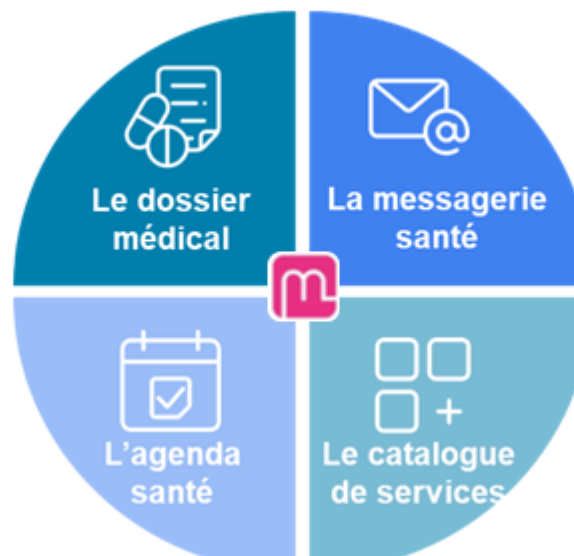 Le dossier
médical
La messagerie
santé
L’agenda
santé
Le catalogue
de services